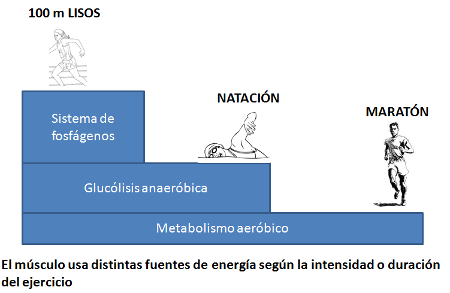 100 m LISOS
Sistema de
fosfágenos
NATACIÓN
MARATÓN
Glucólisis anaeróbica
Metabolismo aeróbico
El músculo usa distintas fuentes de energía según la intensidad o duración
del ejercicio